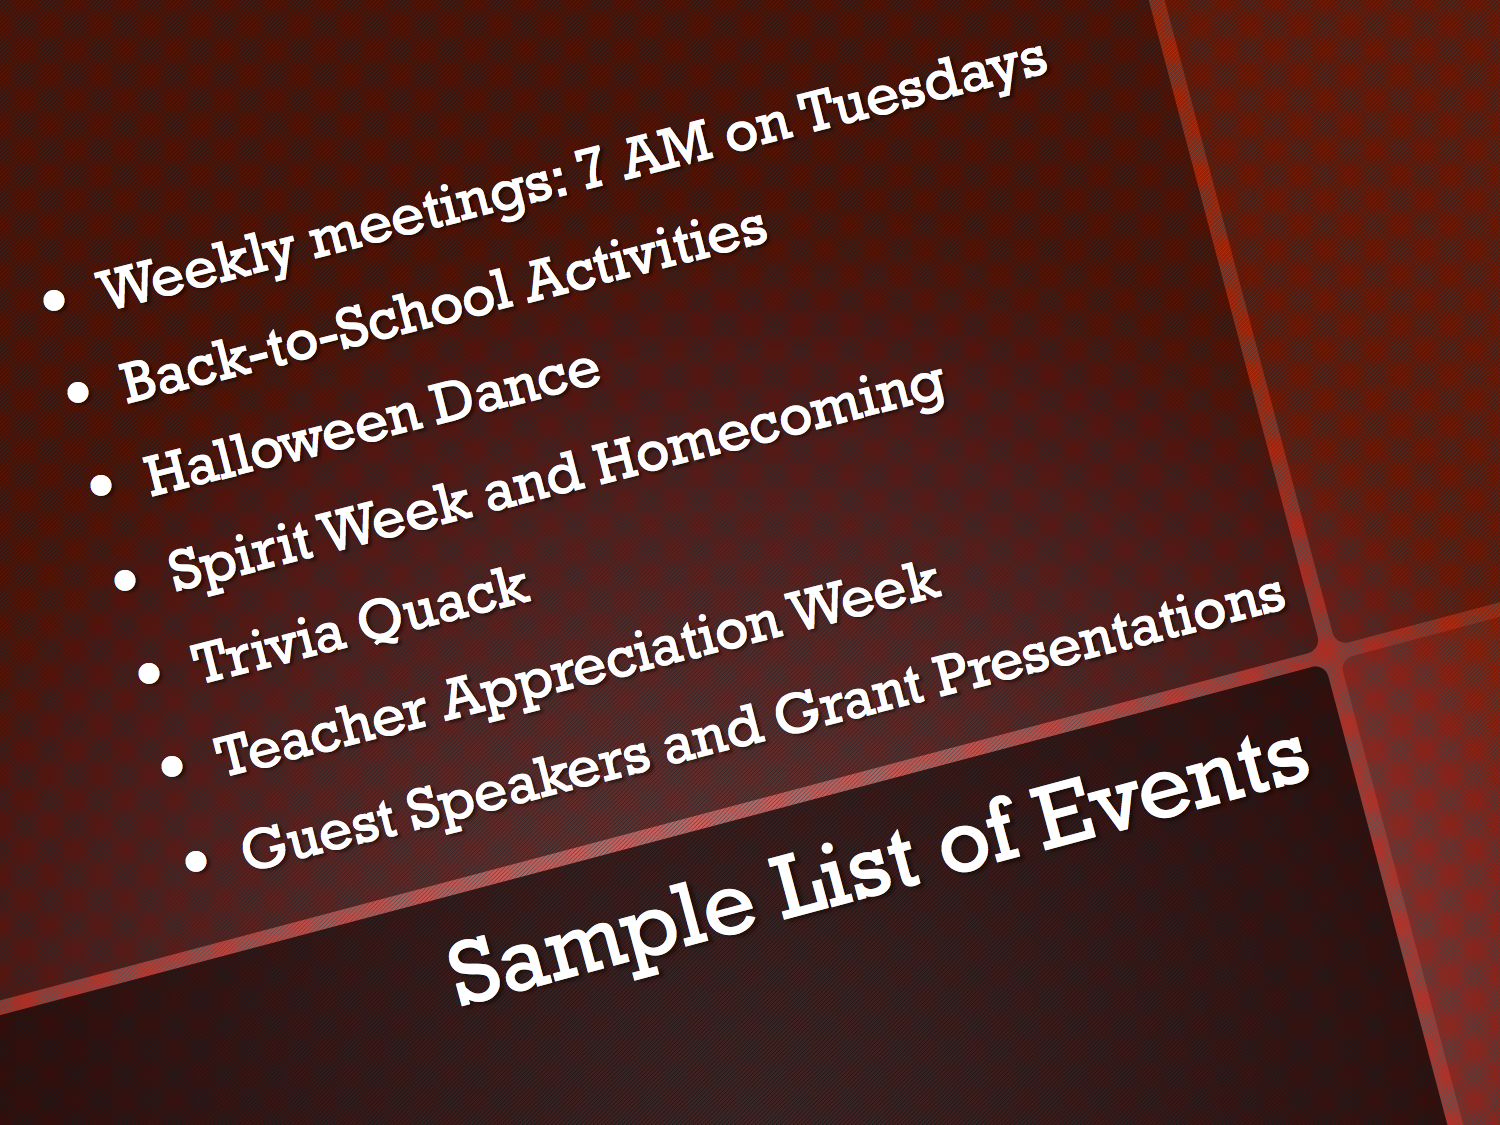 • Weekly meetings: 7 AM on Tuesdays
• Back-to-School Activities
• Halloween Dance
• Spirit Week and Homecoming
• Trivia Quack
• Teacher Appreciation Week
• Guest Speakers and Grant Presentations
Sample List of Events